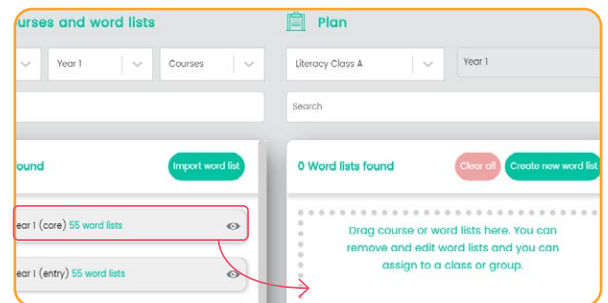 urses and word lists
Plan
Year 1
Courses
Literacy Class A
Year 1
Search
ound
Import word list
0 Word lists found
Clear all
Create new word list
ear 1 (core) 55 word lists
ear 1 (entry) 55 word lists
Drag course or word lists here. You can
remove and edit word lists and you can
assign to a class or group.